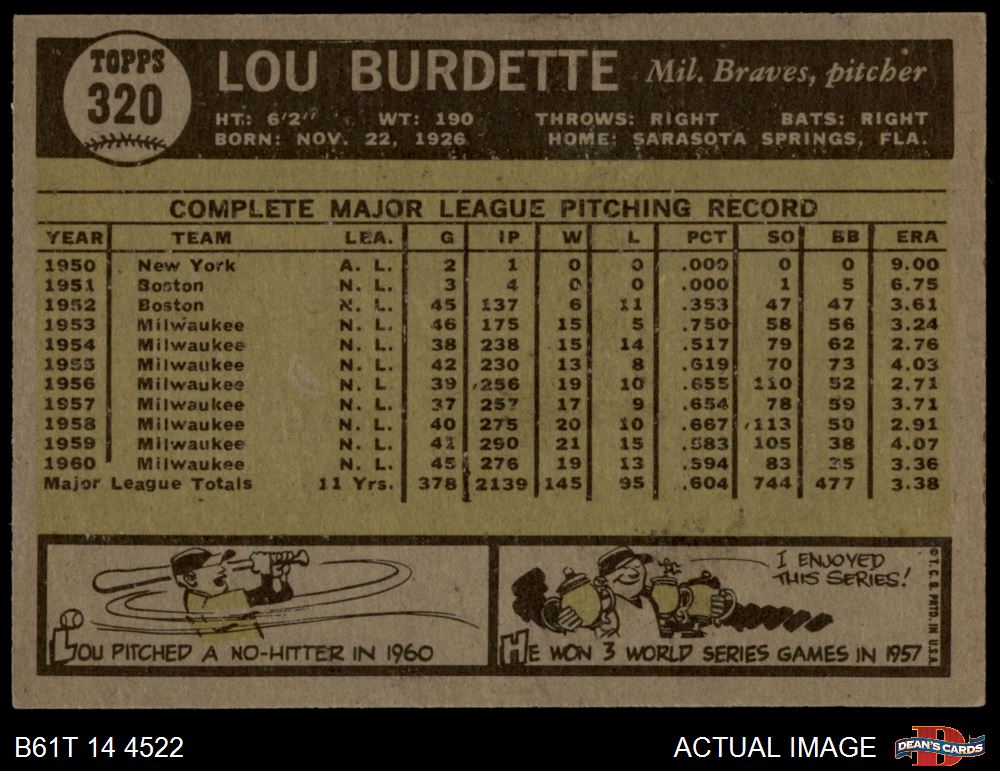 TOPPS
320
LOU BURDETTE Mil. Braves, pitcher
HT: 6'2" WT: 190 THROWS: RIGHT BATS: RIGHT
BORN: NOV. 22, 1926 HOME: SARASOTA SPRINGS, FLA.
COMPLETE MAJOR LEAGUE PITCHING RECORD
YEAR TEAM LEA. G IP W L PCT SO BB ERA
1950 New York A. L. 2 1 0 0 .000 0 0 9.00
1951 Boston N. L. 3 4 0 0 .000 1 5 6.75
1952 Boston N. L. 45 137 6 11 .353 47 47 3.61
1953 Milwaukee N. L. 46 175 15 5 .750 58 56 3.24
1954 Milwaukee N. L. 38 238 15 14 .517 79 62 2.76
1955 Milwaukee N. L. 42 230 13 8 .619 70 73 4.03
1956 Milwaukee N. L. 39 256 19 10 .655 110 52 2.71
1957 Milwaukee N. L. 37 257 17 9 .654 78 59 3.71
1958 Milwaukee N. L. 40 275 20 10 .667 113 50 2.91
1959 Milwaukee N. L. 41 290 21 15 .583 105 38 4.07
1960 Milwaukee N. L. 45 276 19 13 .594 83 35 3.36
Major League Totals 11 Yrs. 378 2139 145 95 .604 744 477 3.38
LOU PITCHED A NO-HITTER IN 1960
I ENJOYED
THIS SERIES!
HE WON 3 WORLD SERIES GAMES IN 1957
© T. C. G. PRTD. IN U.S.A.
B61T 14 4522
ACTUAL IMAGE
DEAN'S CARDS